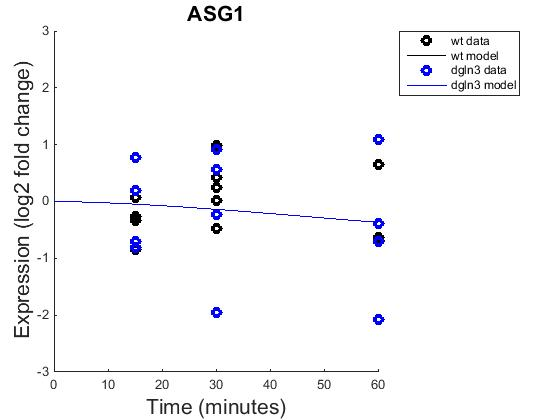 ASG1
3
2
1
0
-1
-2
-3
0
10
20
30
40
50
60
Expression (log2 fold change)
Time (minutes)
wt data
wt model
dgln3 data
dgln3 model